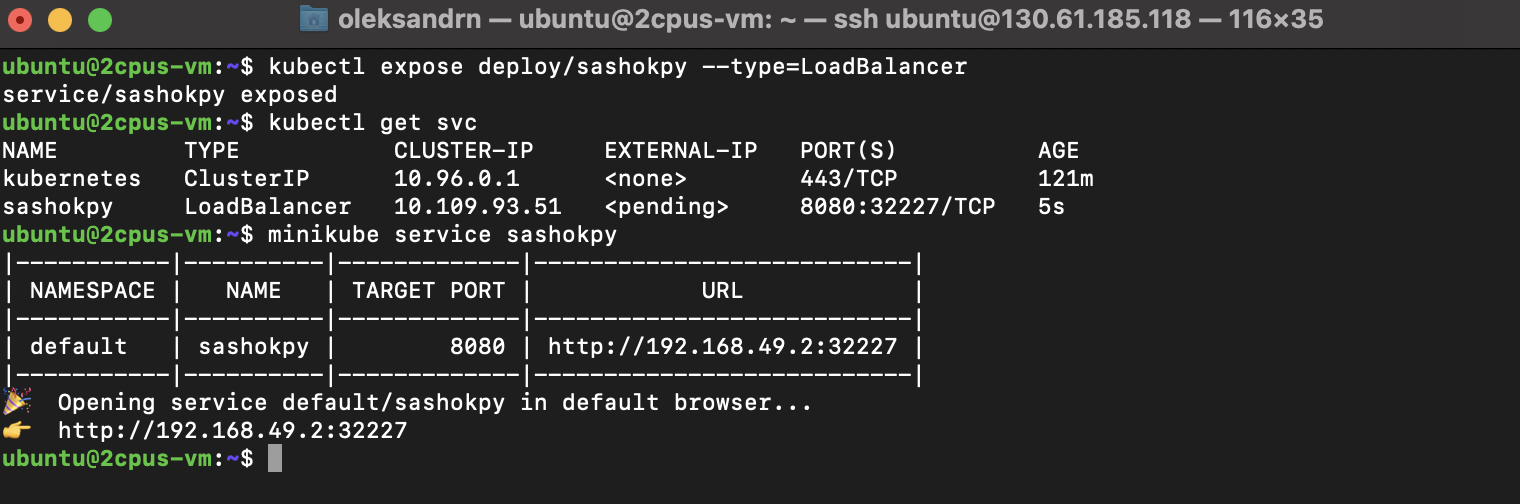 oleksandrn — ubuntu@2cpus-vm: ~ — ssh ubuntu@130.61.185.118 — 116×35
ubuntu@2cpus-vm:~$ kubectl expose deploy/sashokpy --type=LoadBalancer
service/sashokpy exposed
ubuntu@2cpus-vm:~$ kubectl get svc
NAME         TYPE           CLUSTER-IP     EXTERNAL-IP   PORT(S)          AGE
kubernetes   ClusterIP      10.96.0.1      <none>        443/TCP          121m
sashokpy     LoadBalancer   10.109.93.51   <pending>     8080:32227/TCP   5s
ubuntu@2cpus-vm:~$ minikube service sashokpy
|-----------|----------|-------------|---------------------------|
| NAMESPACE |   NAME   | TARGET PORT |            URL            |
|-----------|----------|-------------|---------------------------|
| default   | sashokpy |        8080 | http://192.168.49.2:32227 |
|-----------|----------|-------------|---------------------------|
🎉  Opening service default/sashokpy in default browser...
👉  http://192.168.49.2:32227
ubuntu@2cpus-vm:~$